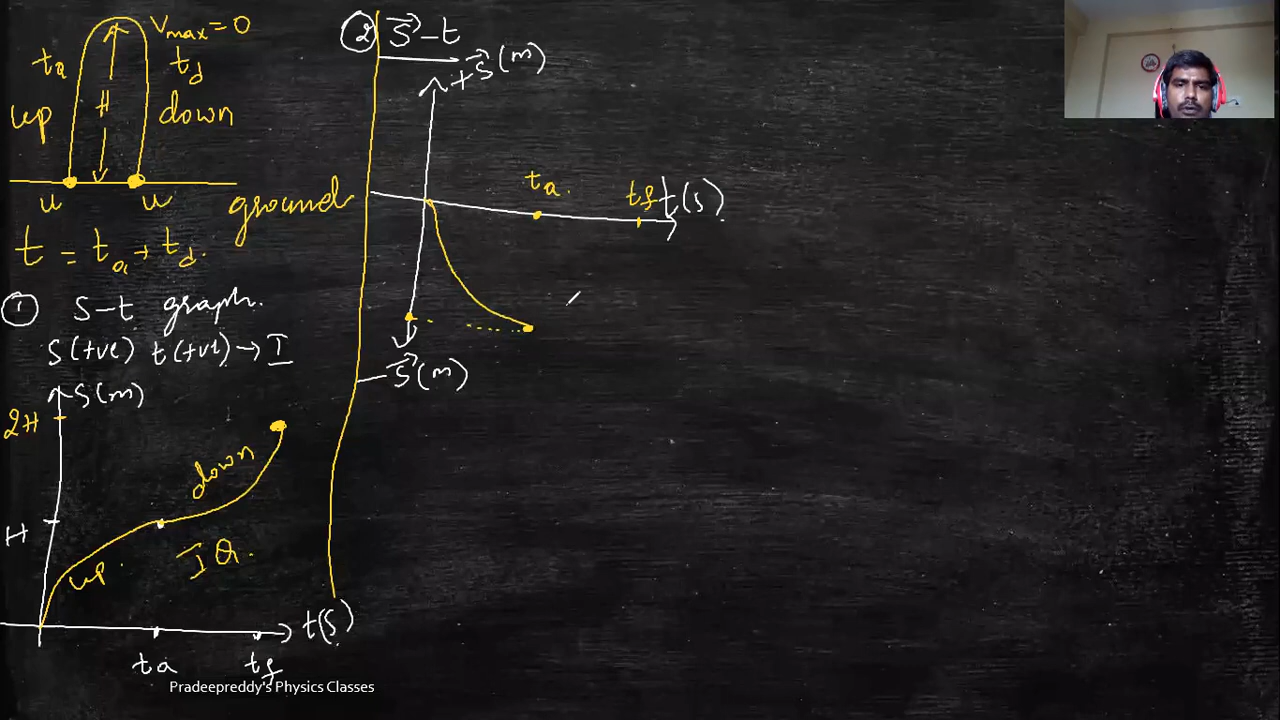 Vmax=0
ta
td
up
H
down
u
u
ground
t = ta + td.
① S-t graph.
S(+ve) t(+ve) → I
S(m)
2H
down
H
up.
I Q.
t(s)
ta
tf
② S⃗-t
+S⃗(m)
ta.
tf
t(s)
-S⃗(m)
Pradeepreddy's Physics Classes